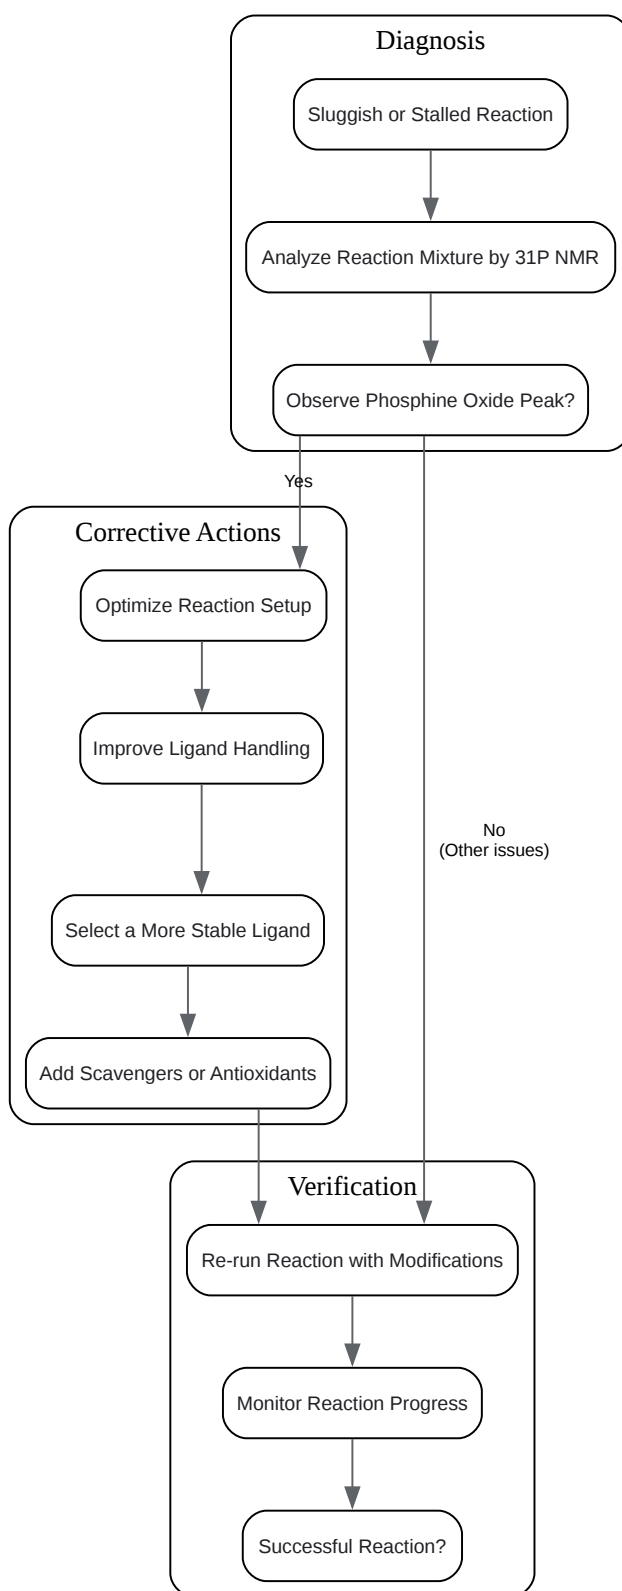 Diagnosis
Sluggish or Stalled Reaction
Analyze Reaction Mixture by 31P NMR
Observe Phosphine Oxide Peak?
Yes
Corrective Actions
Optimize Reaction Setup
Improve Ligand Handling
No
(Other issues)
Select a More Stable Ligand
Add Scavengers or Antioxidants
Verification
Re-run Reaction with Modifications
Monitor Reaction Progress
Successful Reaction?